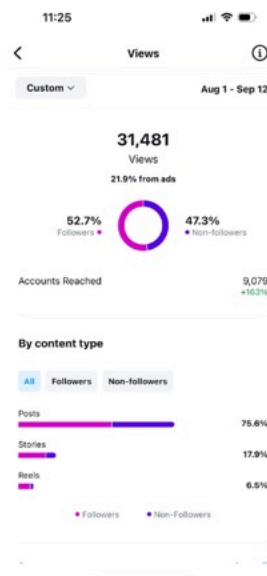 11:25
Views
Custom
Aug 1 - Sep 12
31,481
Views
21.9% from ads
52.7%
Followers
47.3%
Non-followers
Accounts Reached
9,079
+163%
By content type
All
Followers
Non-followers
Posts
75.6%
Stories
17.9%
Reels
6.5%
Followers
Non-Followers